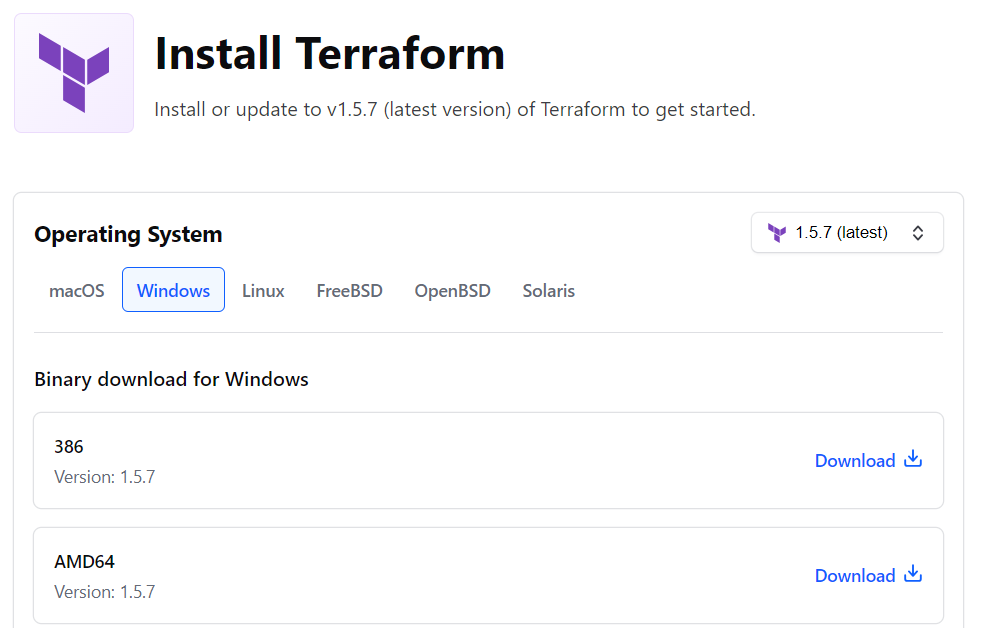 Install Terraform
Install or update to v1.5.7 (latest version) of Terraform to get started.
Operating System
1.5.7 (latest)
macOS Windows Linux FreeBSD OpenBSD Solaris
Binary download for Windows
386
Version: 1.5.7
Download
AMD64
Version: 1.5.7
Download